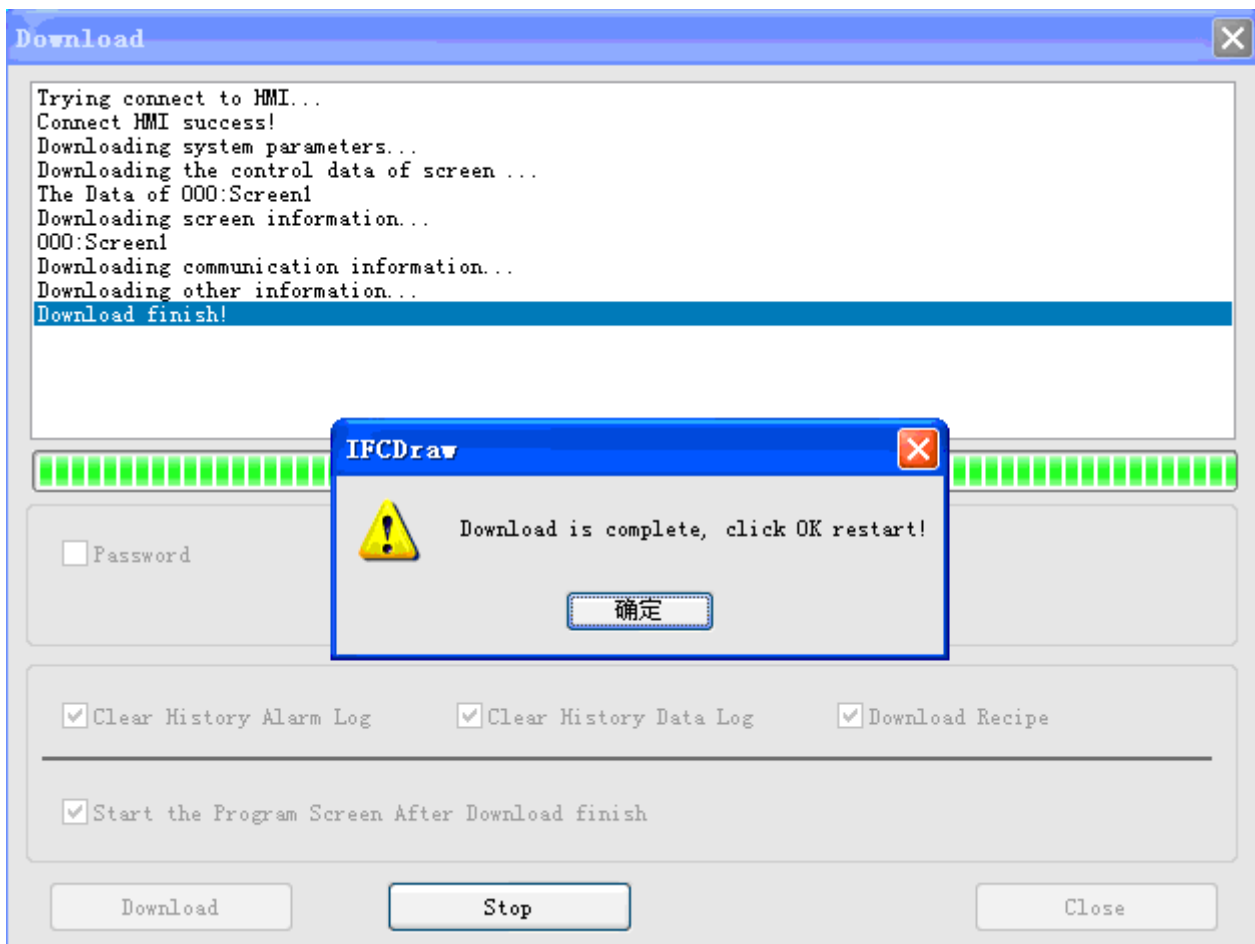 Download
Trying connect to HMI...
Connect HMI success!
Downloading system parameters...
Downloading the control data of screen ...
The Data of 000:Screen1
Downloading screen information...
000:Screen1
Downloading communication information...
Downloading other information...
Download finish!
IFCDraw
Download is complete, click OK restart!
确定
Password
Clear History Alarm Log Clear History Data Log Download Recipe
Start the Program Screen After Download finish
Download Stop Close